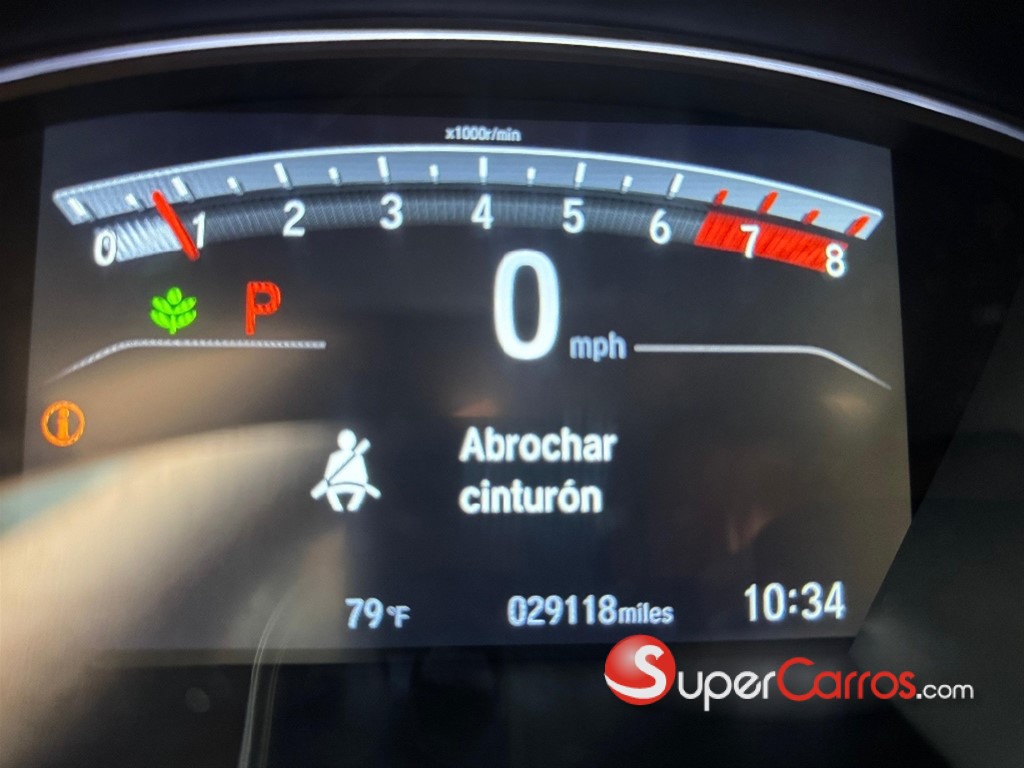 x1000r/min
0 1 2 3 4 5 6 7 8
P
0 mph
Abrochar
cinturón
79°F 029118miles 10:34
SuperCarros.com